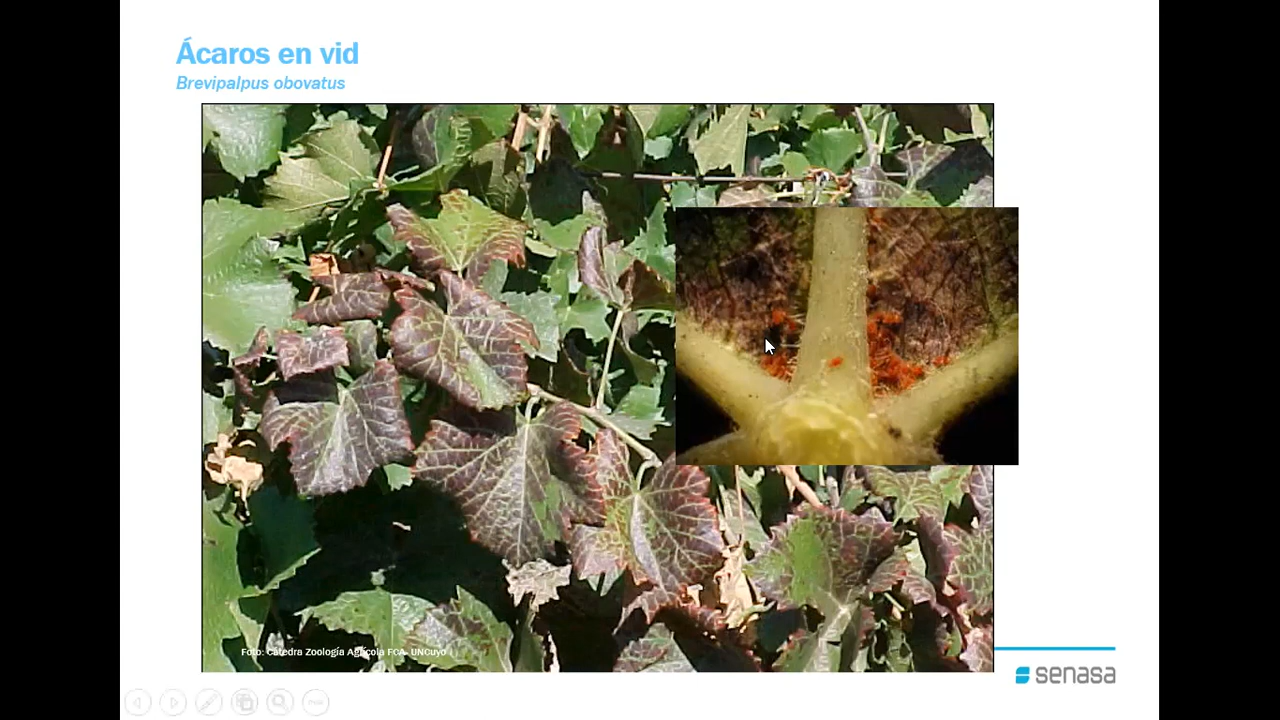 Ácaros en vid
Brevipalpus obovatus
Foto: Cátedra Zoología Agrícola FCA- UNCuyo
senasa